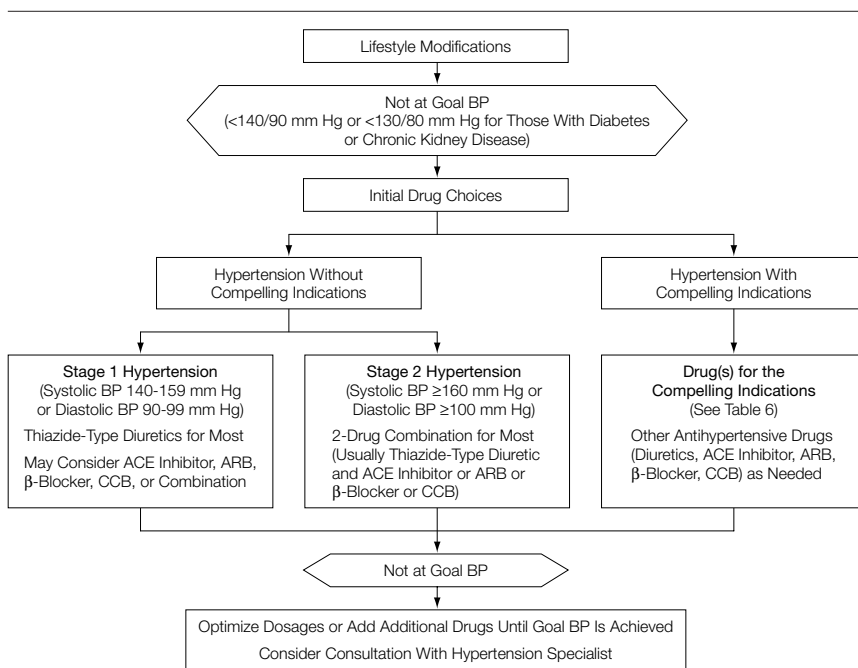 Lifestyle Modifications
Not at Goal BP
(<140/90 mm Hg or <130/80 mm Hg for Those With Diabetes
or Chronic Kidney Disease)
Initial Drug Choices
Hypertension Without
Compelling Indications
Hypertension With
Compelling Indications
Stage 1 Hypertension
(Systolic BP 140-159 mm Hg
or Diastolic BP 90-99 mm Hg)
Thiazide-Type Diuretics for Most
May Consider ACE Inhibitor, ARB,
β-Blocker, CCB, or Combination
Stage 2 Hypertension
(Systolic BP ≥160 mm Hg or
Diastolic BP ≥100 mm Hg)
2-Drug Combination for Most
(Usually Thiazide-Type Diuretic
and ACE Inhibitor or ARB or
β-Blocker or CCB)
Drug(s) for the
Compelling Indications
(See Table 6)
Other Antihypertensive Drugs
(Diuretics, ACE Inhibitor, ARB,
β-Blocker, CCB) as Needed
Not at Goal BP
Optimize Dosages or Add Additional Drugs Until Goal BP Is Achieved
Consider Consultation With Hypertension Specialist